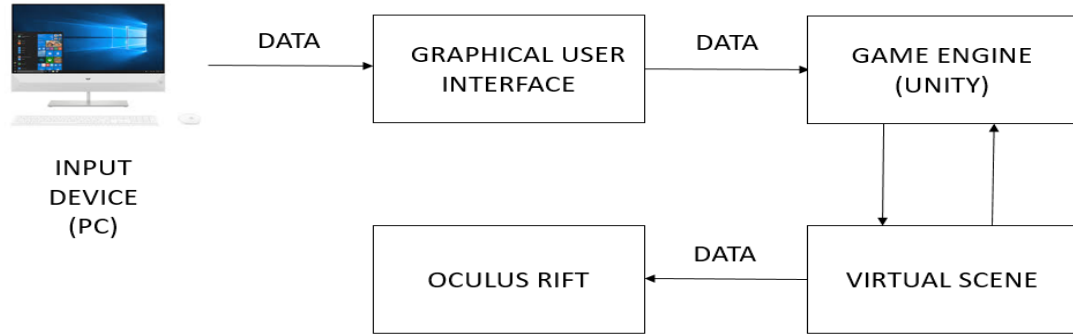 DATA
GRAPHICAL USER
INTERFACE
DATA
GAME ENGINE
(UNITY)
INPUT
DEVICE
(PC)
OCULUS RIFT
DATA
VIRTUAL SCENE